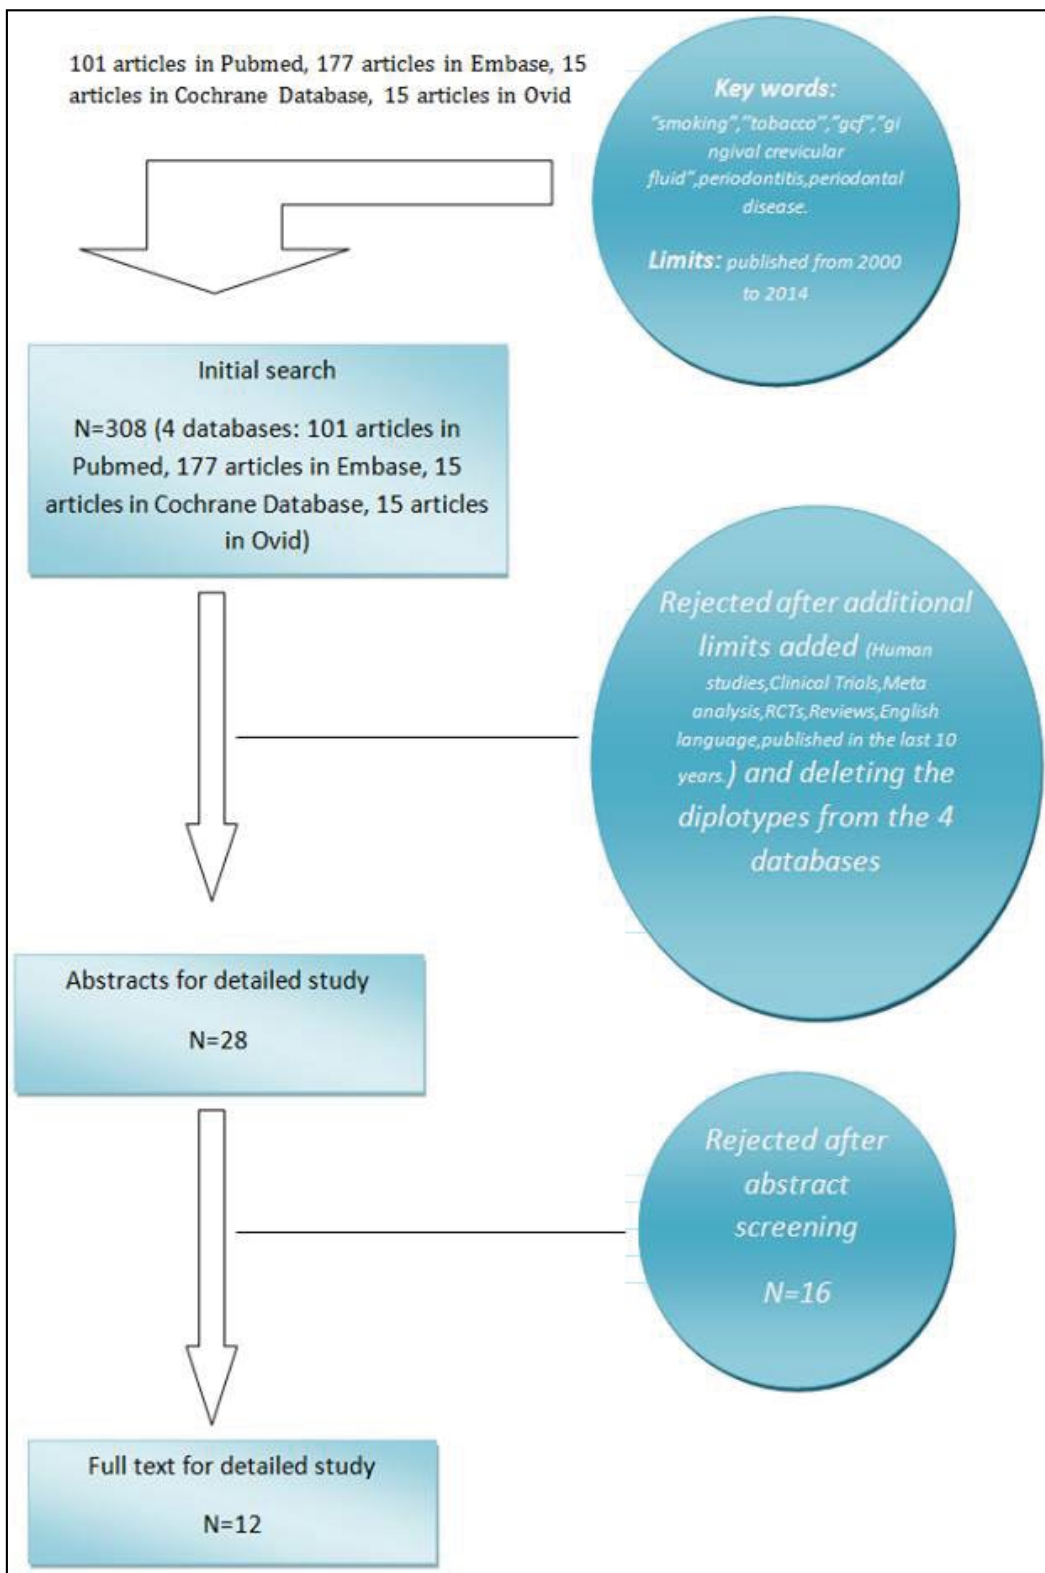 101 articles in Pubmed, 177 articles in Embase, 15
articles in Cochrane Database, 15 articles in Ovid
Key words:
"smoking","tobacco","gcf","gi
ngival crevicular
fluid",periodontitis,periodontal
disease.
Limits: published from 2000
to 2014
Initial search
N=308 (4 databases: 101 articles in
Pubmed, 177 articles in Embase, 15
articles in Cochrane Database, 15 articles
in Ovid)
Rejected after additional
limits added (Human
studies,Clinical Trials,Meta
analysis,RCTs,Reviews,English
language,published in the last 10
years.) and deleting the
diplotypes from the 4
databases
Abstracts for detailed study
N=28
Rejected after
abstract
screening
N=16
Full text for detailed study
N=12